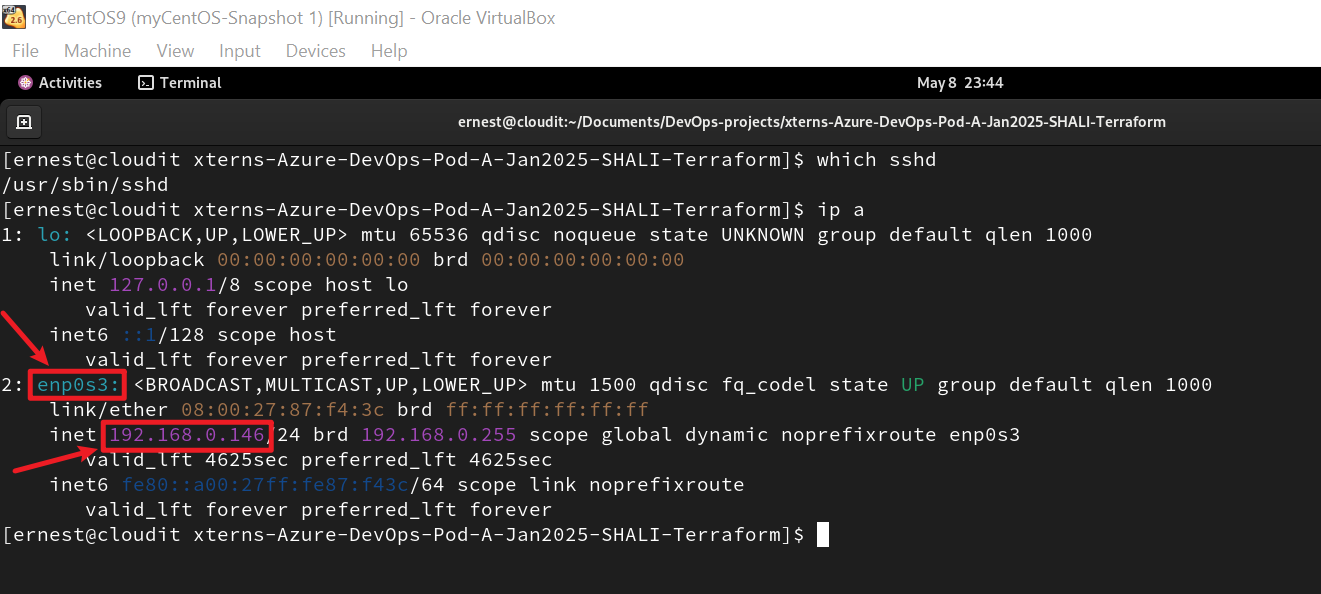 myCentOS9 (myCentOS-Snapshot 1) [Running] - Oracle VirtualBox
File Machine View Input Devices Help
Activities Terminal May 8 23:44
ernest@cloudit:~/Documents/DevOps-projects/xterns-Azure-DevOps-Pod-A-Jan2025-SHALI-Terraform
[ernest@cloudit xterns-Azure-DevOps-Pod-A-Jan2025-SHALI-Terraform]$ which sshd
/usr/sbin/sshd
[ernest@cloudit xterns-Azure-DevOps-Pod-A-Jan2025-SHALI-Terraform]$ ip a
1: lo: <LOOPBACK,UP,LOWER_UP> mtu 65536 qdisc noqueue state UNKNOWN group default qlen 1000
    link/loopback 00:00:00:00:00:00 brd 00:00:00:00:00:00
    inet 127.0.0.1/8 scope host lo
       valid_lft forever preferred_lft forever
    inet6 ::1/128 scope host
       valid_lft forever preferred_lft forever
2: enp0s3: <BROADCAST,MULTICAST,UP,LOWER_UP> mtu 1500 qdisc fq_codel state UP group default qlen 1000
    link/ether 08:00:27:87:f4:3c brd ff:ff:ff:ff:ff:ff
    inet 192.168.0.146/24 brd 192.168.0.255 scope global dynamic noprefixroute enp0s3
       valid_lft 4625sec preferred_lft 4625sec
    inet6 fe80::a00:27ff:fe87:f43c/64 scope link noprefixroute
       valid_lft forever preferred_lft forever
[ernest@cloudit xterns-Azure-DevOps-Pod-A-Jan2025-SHALI-Terraform]$